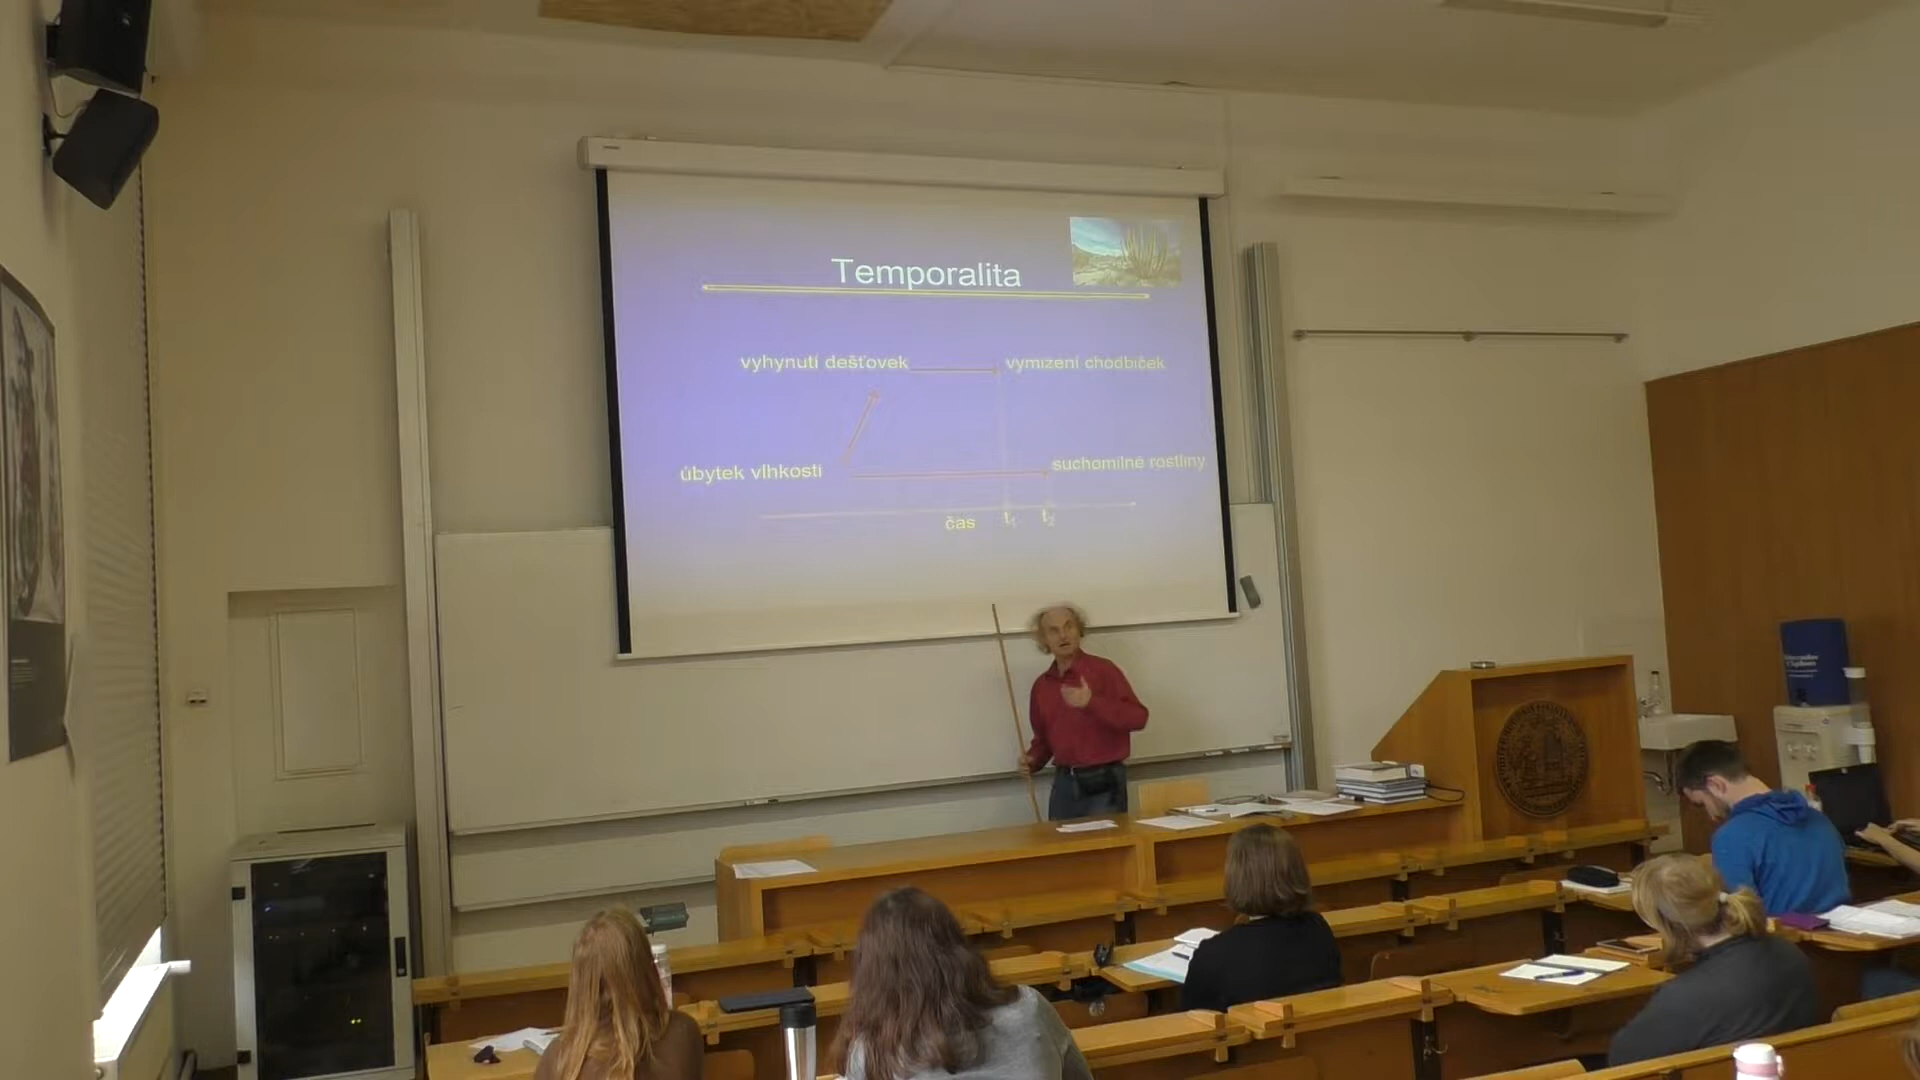 Temporalita
vyhynutí dešťovek
vymizení chodbiček
úbytek vlhkosti
suchomilné rostliny
čas
t1
t2